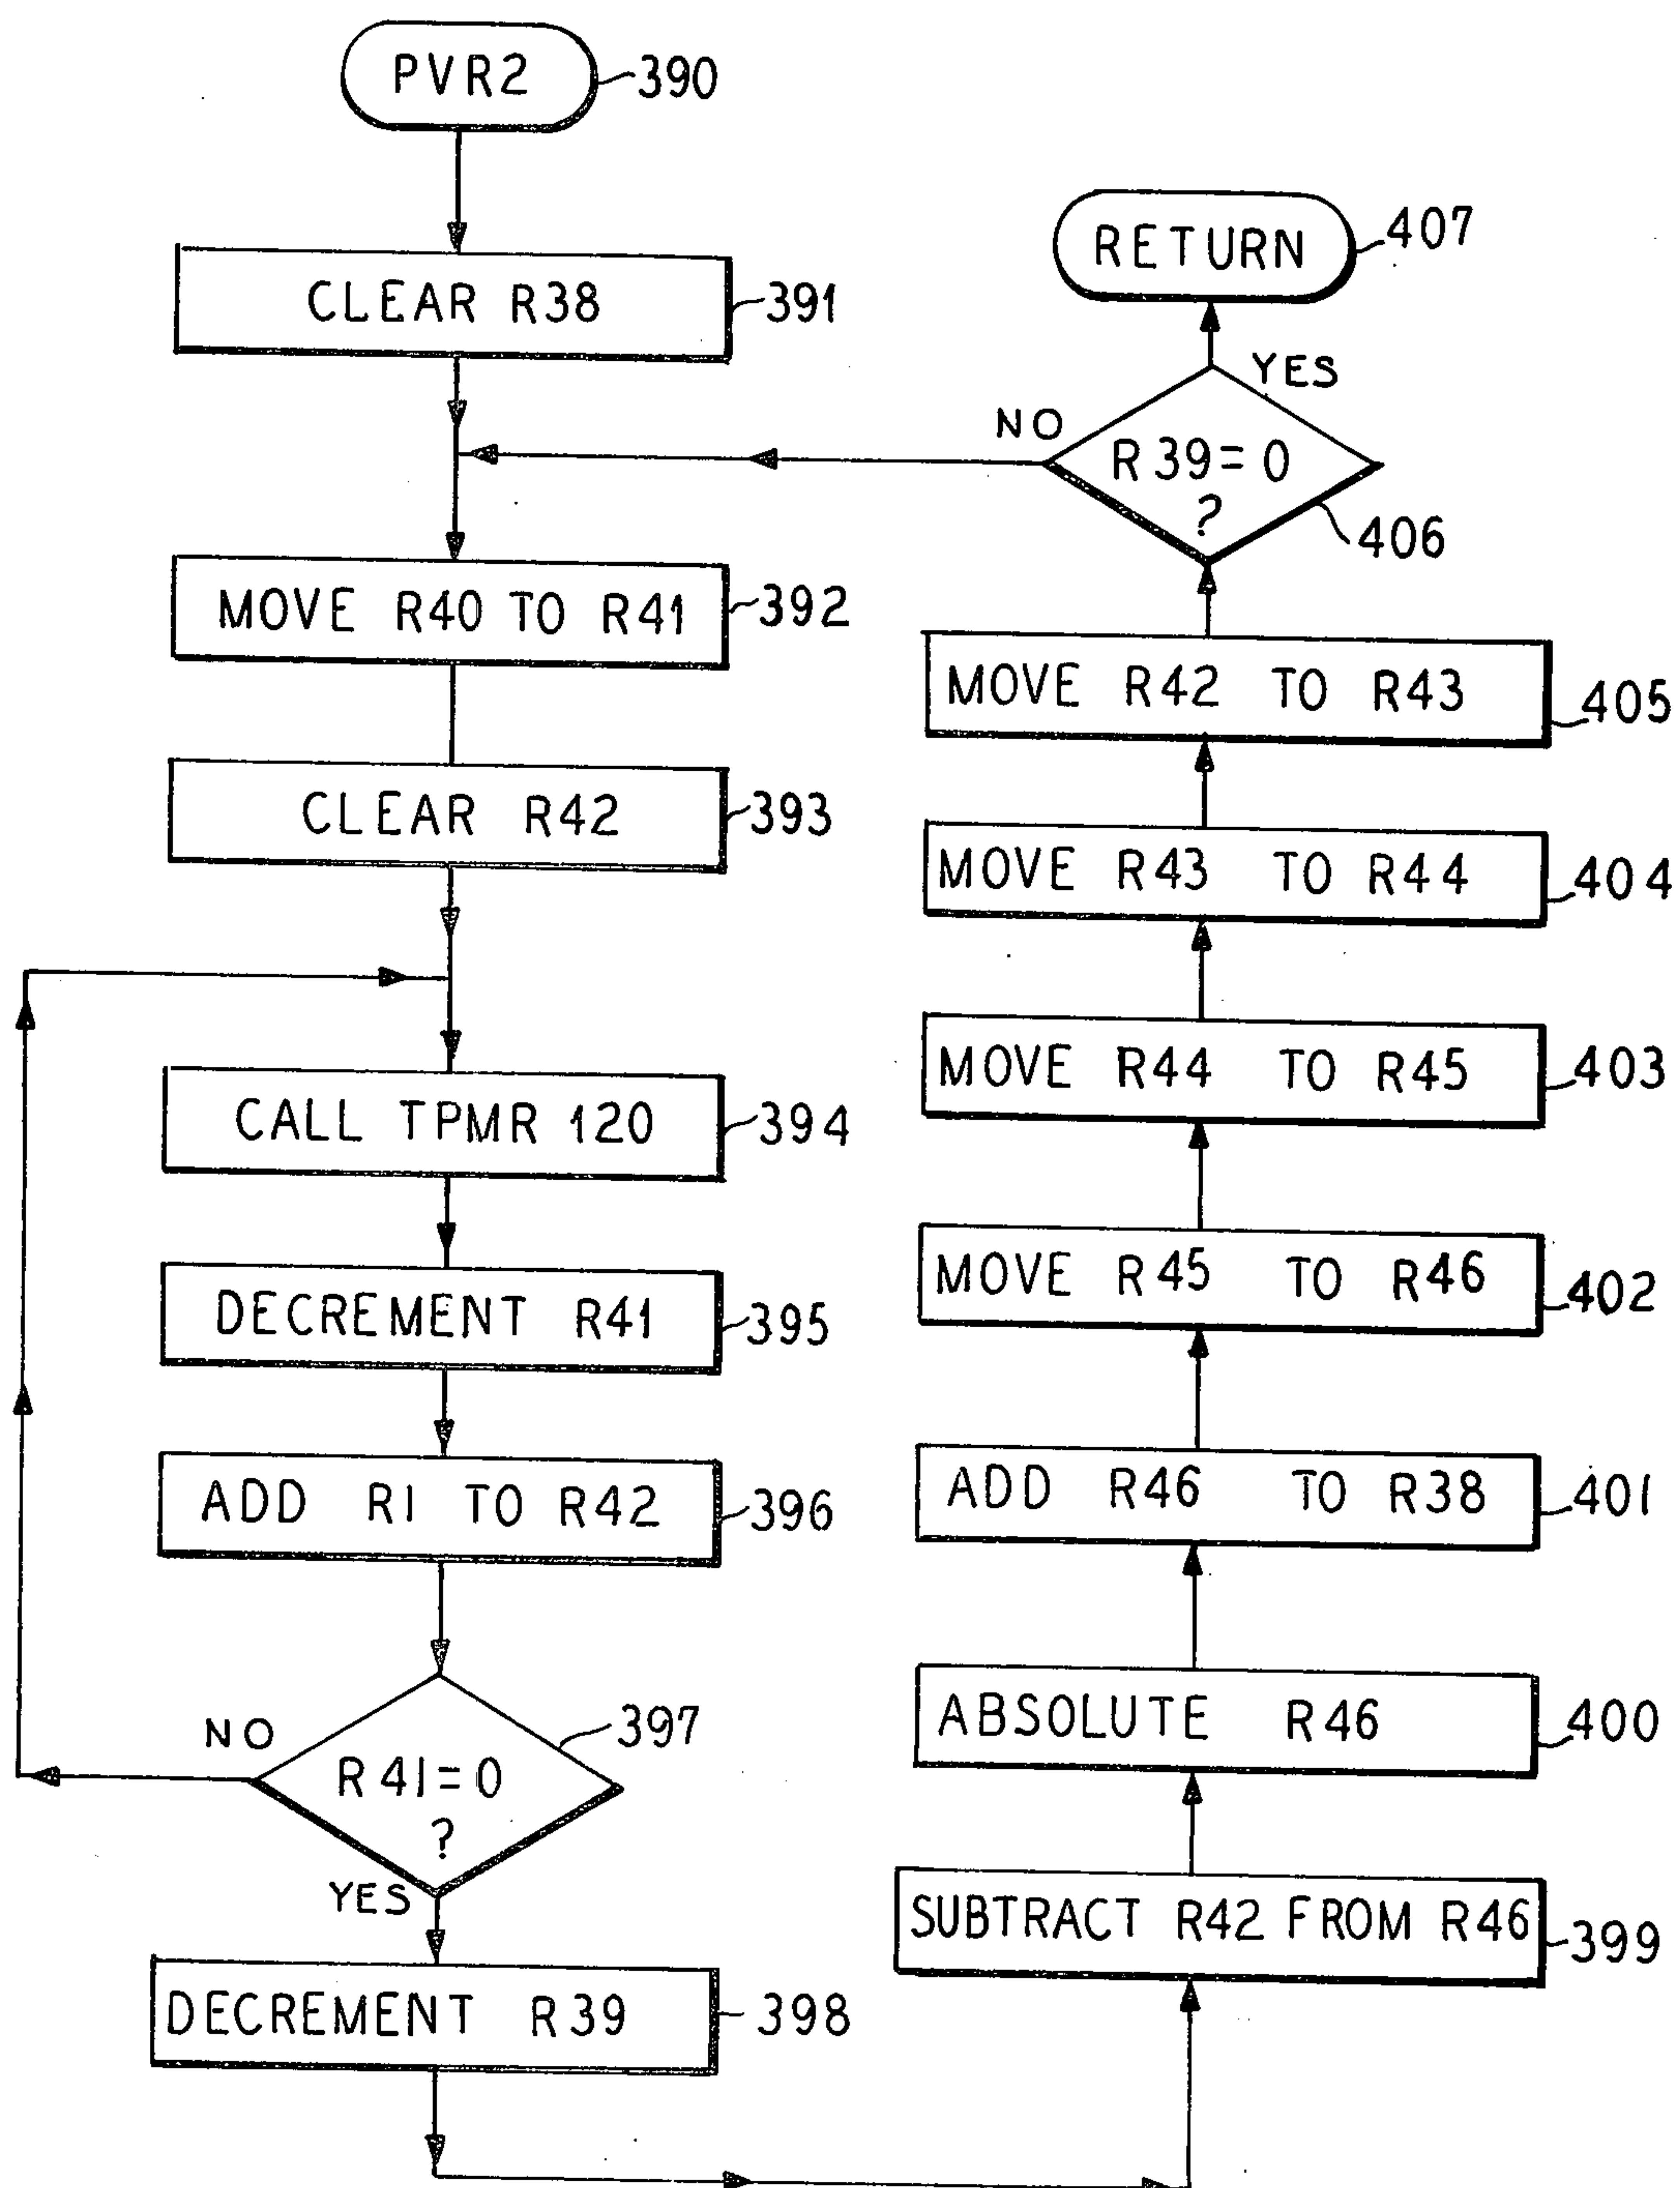 PVR2
390
CLEAR R38
391
MOVE R40 TO R41
392
CLEAR R42
393
CALL TPMR 120
394
DECREMENT R41
395
ADD R1 TO R42
396
R41=0
?
397
NO
YES
DECREMENT R39
398
SUBTRACT R42 FROM R46
399
ABSOLUTE R46
400
ADD R46 TO R38
401
MOVE R45 TO R46
402
MOVE R44 TO R45
403
MOVE R43 TO R44
404
MOVE R42 TO R43
405
R39=0
?
406
NO
YES
RETURN
407